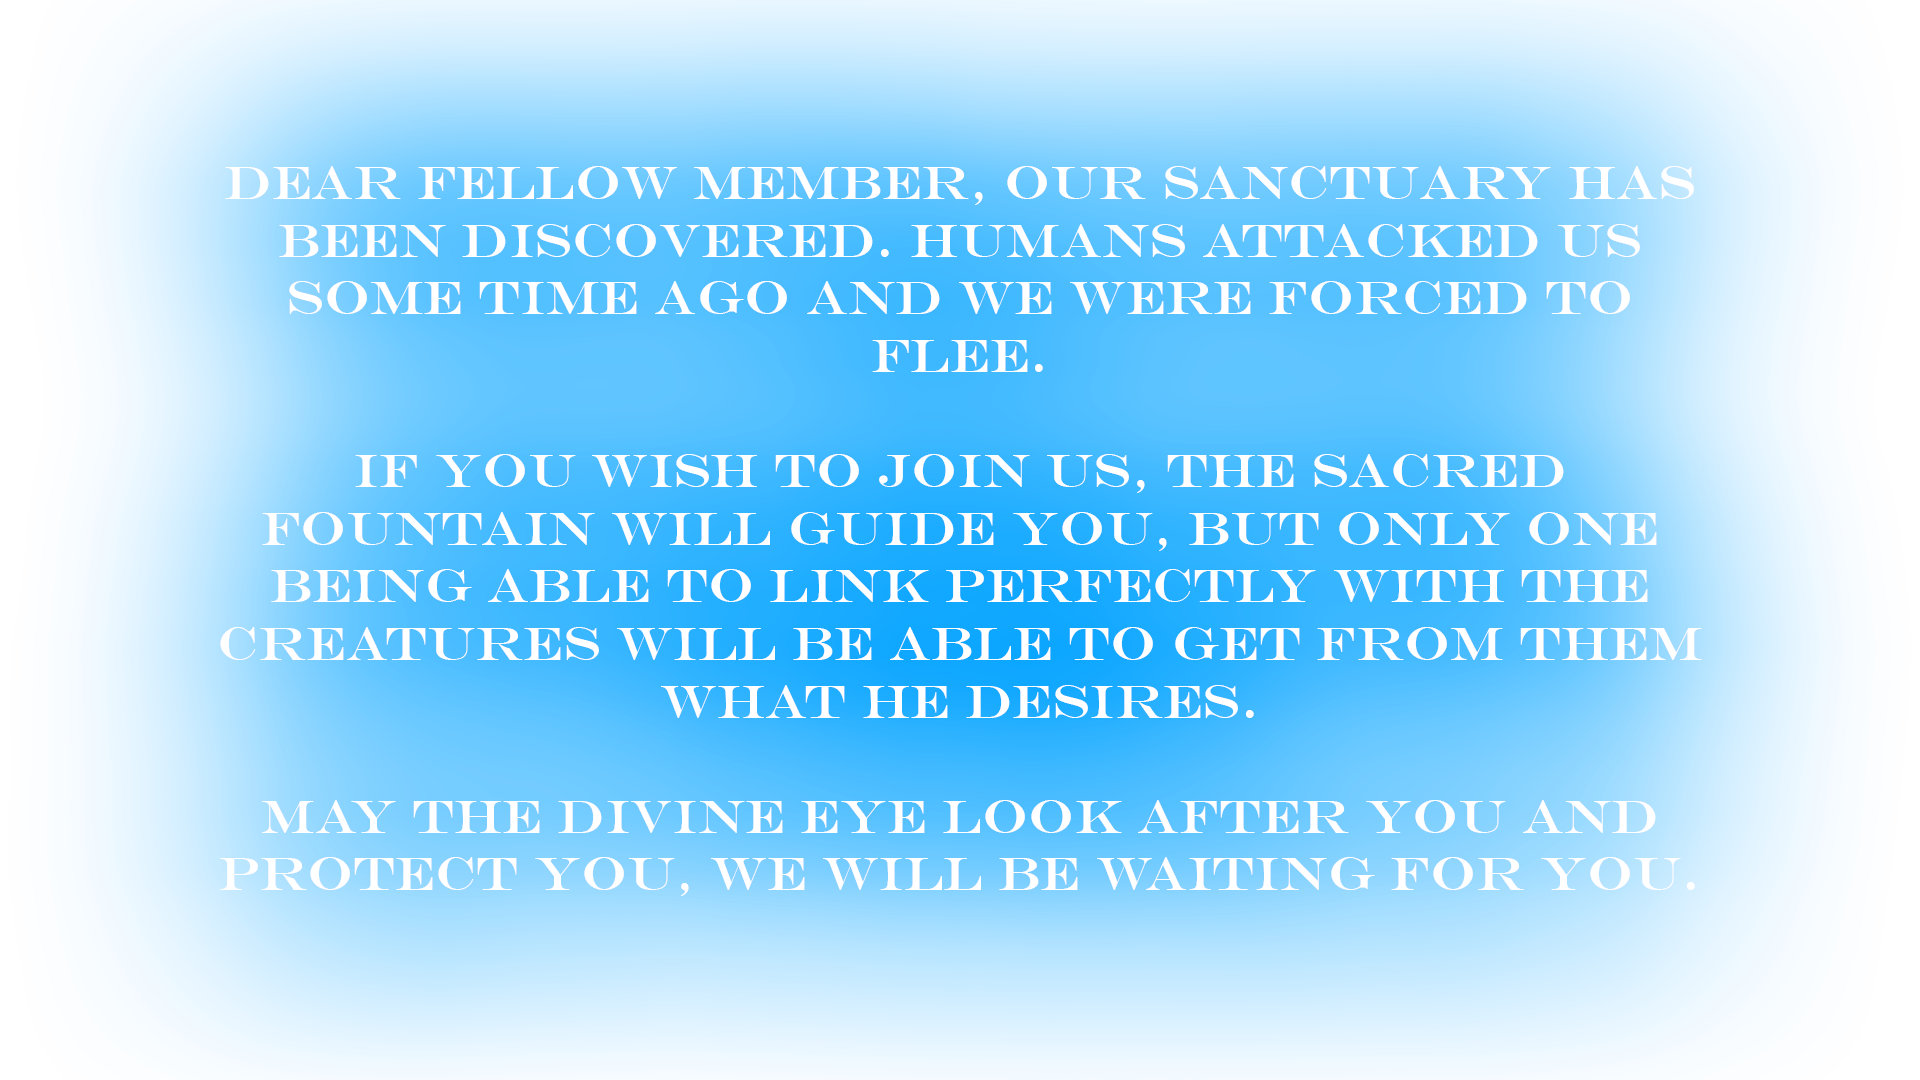 DEAR FELLOW MEMBER, OUR SANCTUARY HAS
BEEN DISCOVERED. HUMANS ATTACKED US
SOME TIME AGO AND WE WERE FORCED TO
FLEE.
IF YOU WISH TO JOIN US, THE SACRED
FOUNTAIN WILL GUIDE YOU, BUT ONLY ONE
BEING ABLE TO LINK PERFECTLY WITH THE
CREATURES WILL BE ABLE TO GET FROM THEM
WHAT HE DESIRES.
MAY THE DIVINE EYE LOOK AFTER YOU AND
PROTECT YOU, WE WILL BE WAITING FOR YOU.